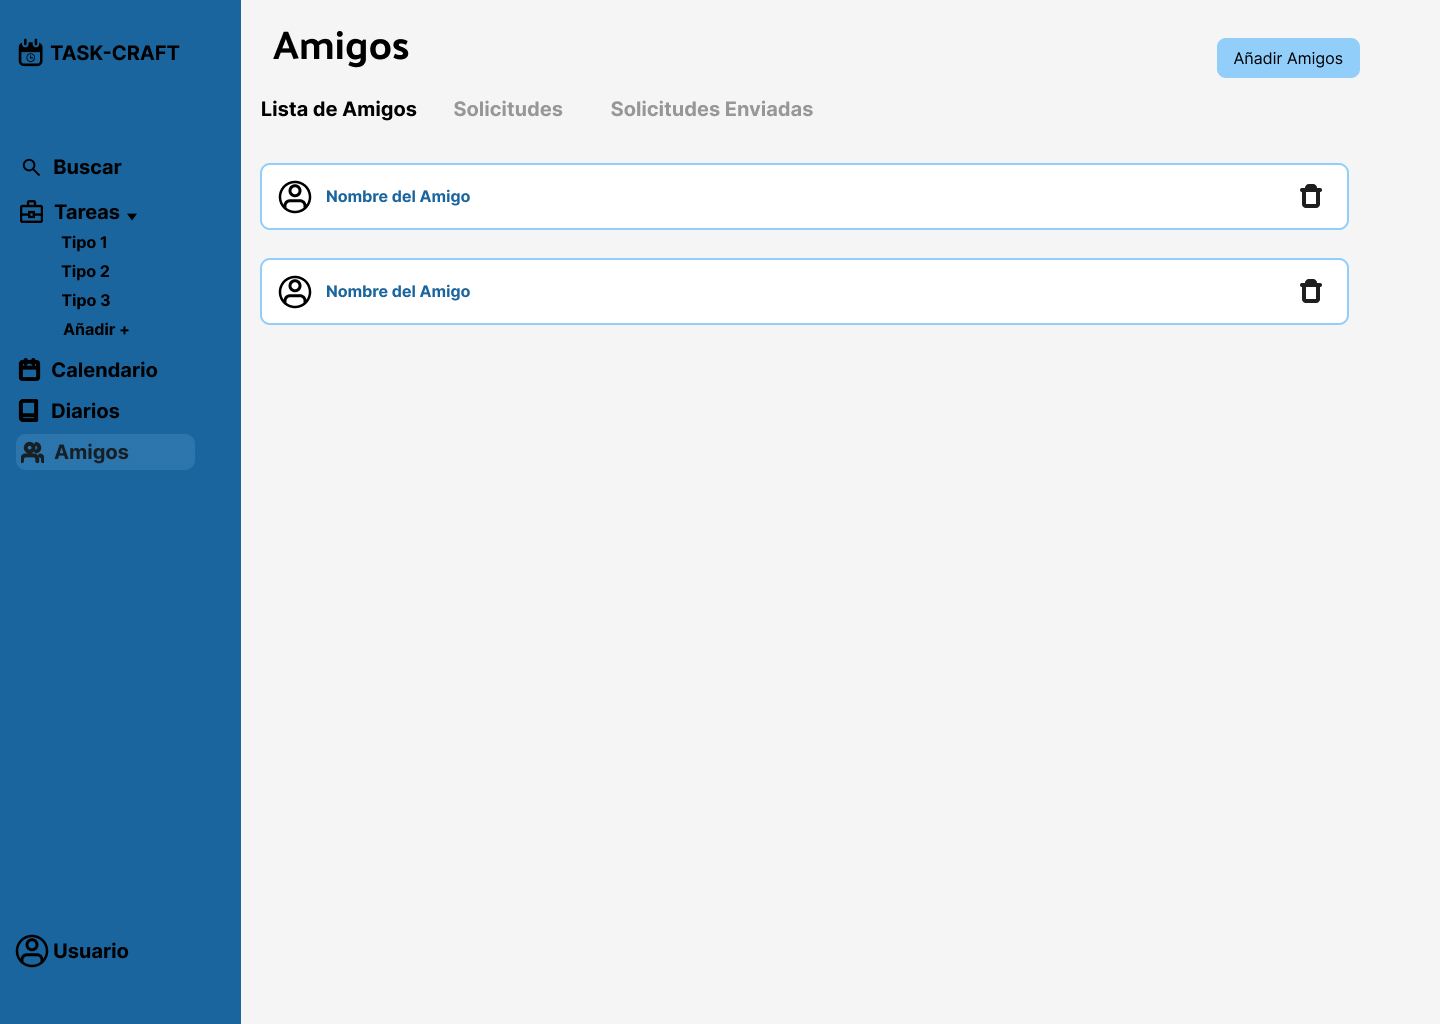 TASK-CRAFT
Buscar
Tareas
Tipo 1
Tipo 2
Tipo 3
Añadir +
Calendario
Diarios
Amigos
Usuario
Amigos
Añadir Amigos
Lista de Amigos
Solicitudes
Solicitudes Enviadas
Nombre del Amigo
Nombre del Amigo